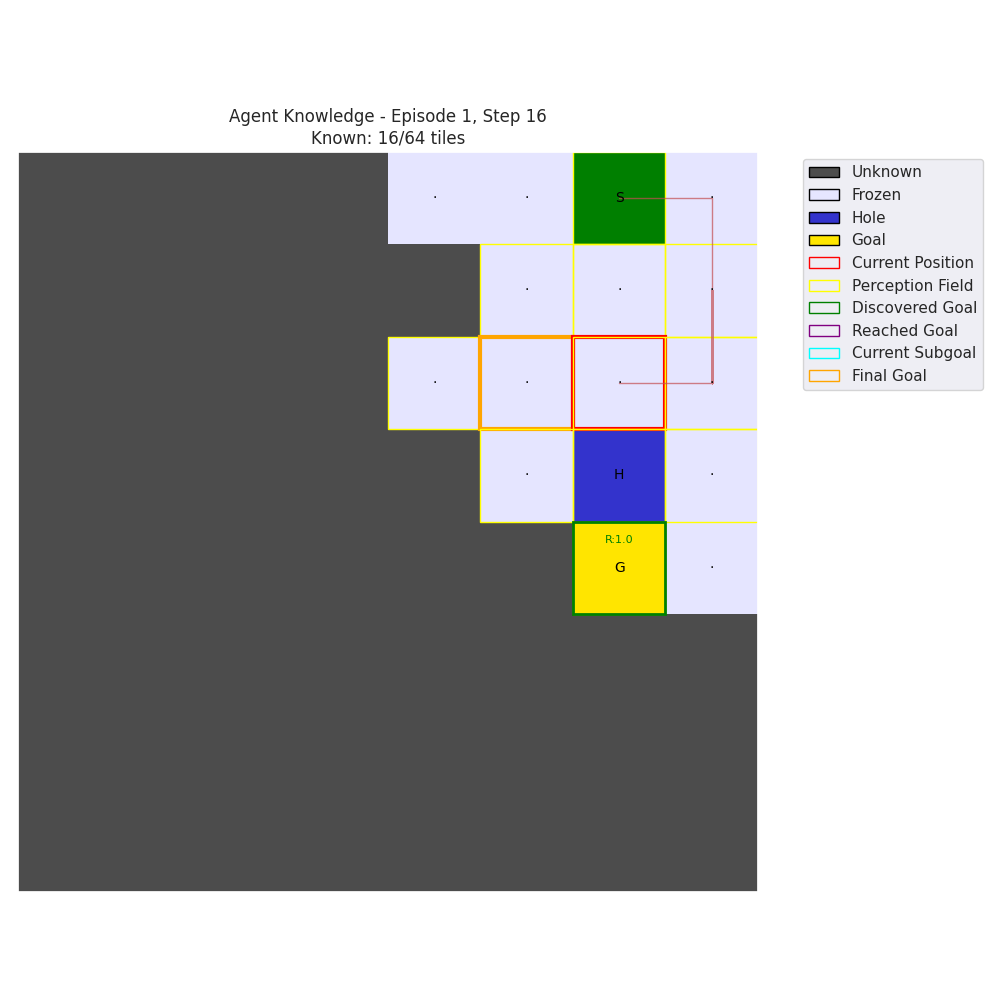 Agent Knowledge - Episode 1, Step 16
Known: 16/64 tiles
. . S .
. . .
. . . .
. H .
R:1.0
G .
Unknown
Frozen
Hole
Goal
Current Position
Perception Field
Discovered Goal
Reached Goal
Current Subgoal
Final Goal